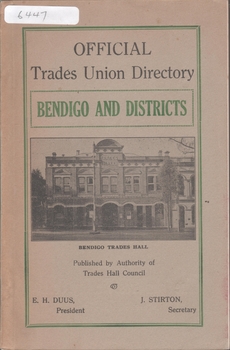 6447
OFFICIAL
Trades Union Directory
BENDIGO AND DISTRICTS
BENDIGO TRADES HALL
Published by Authority of
Trades Hall Council
E. H. DUUS,
President
J. STIRTON,
Secretary